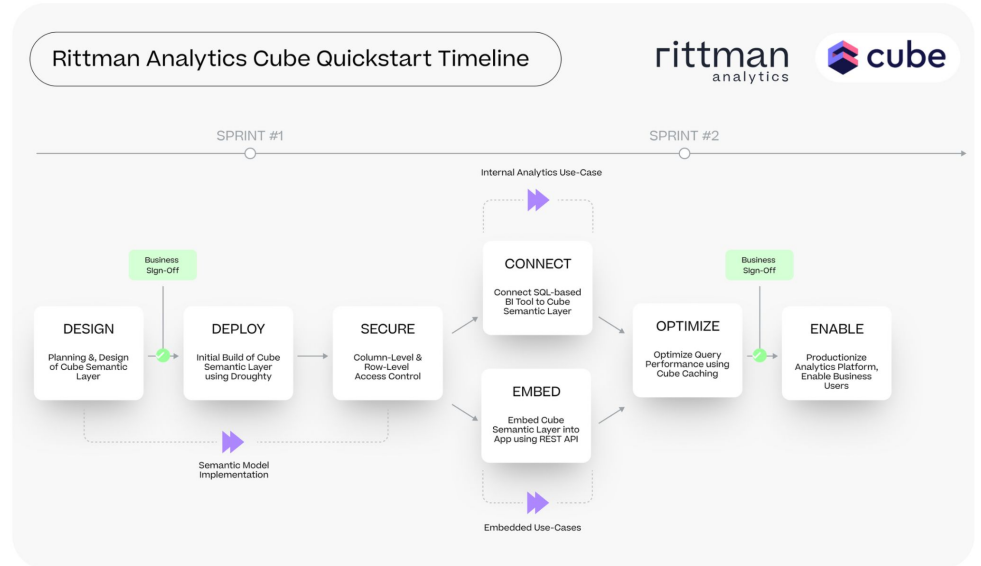 Rittman Analytics Cube Quickstart Timeline
rittman
analytics
cube
SPRINT #1
SPRINT #2
Internal Analytics Use-Case
Business
Sign-Off
DESIGN
Planning &, Design
of Cube Semantic
Layer
DEPLOY
Initial Build of Cube
Semantic Layer
using Droughty
SECURE
Column-Level &
Row-Level
Access Control
Semantic Model
Implementation
CONNECT
Connect SQL-based
BI Tool to Cube
Semantic Layer
EMBED
Embed Cube
Semantic Layer into
App using REST API
Embedded Use-Cases
OPTIMIZE
Optimize Query
Performance using
Cube Caching
Business
Sign-Off
ENABLE
Productionize
Analytics Platform,
Enable Business
Users